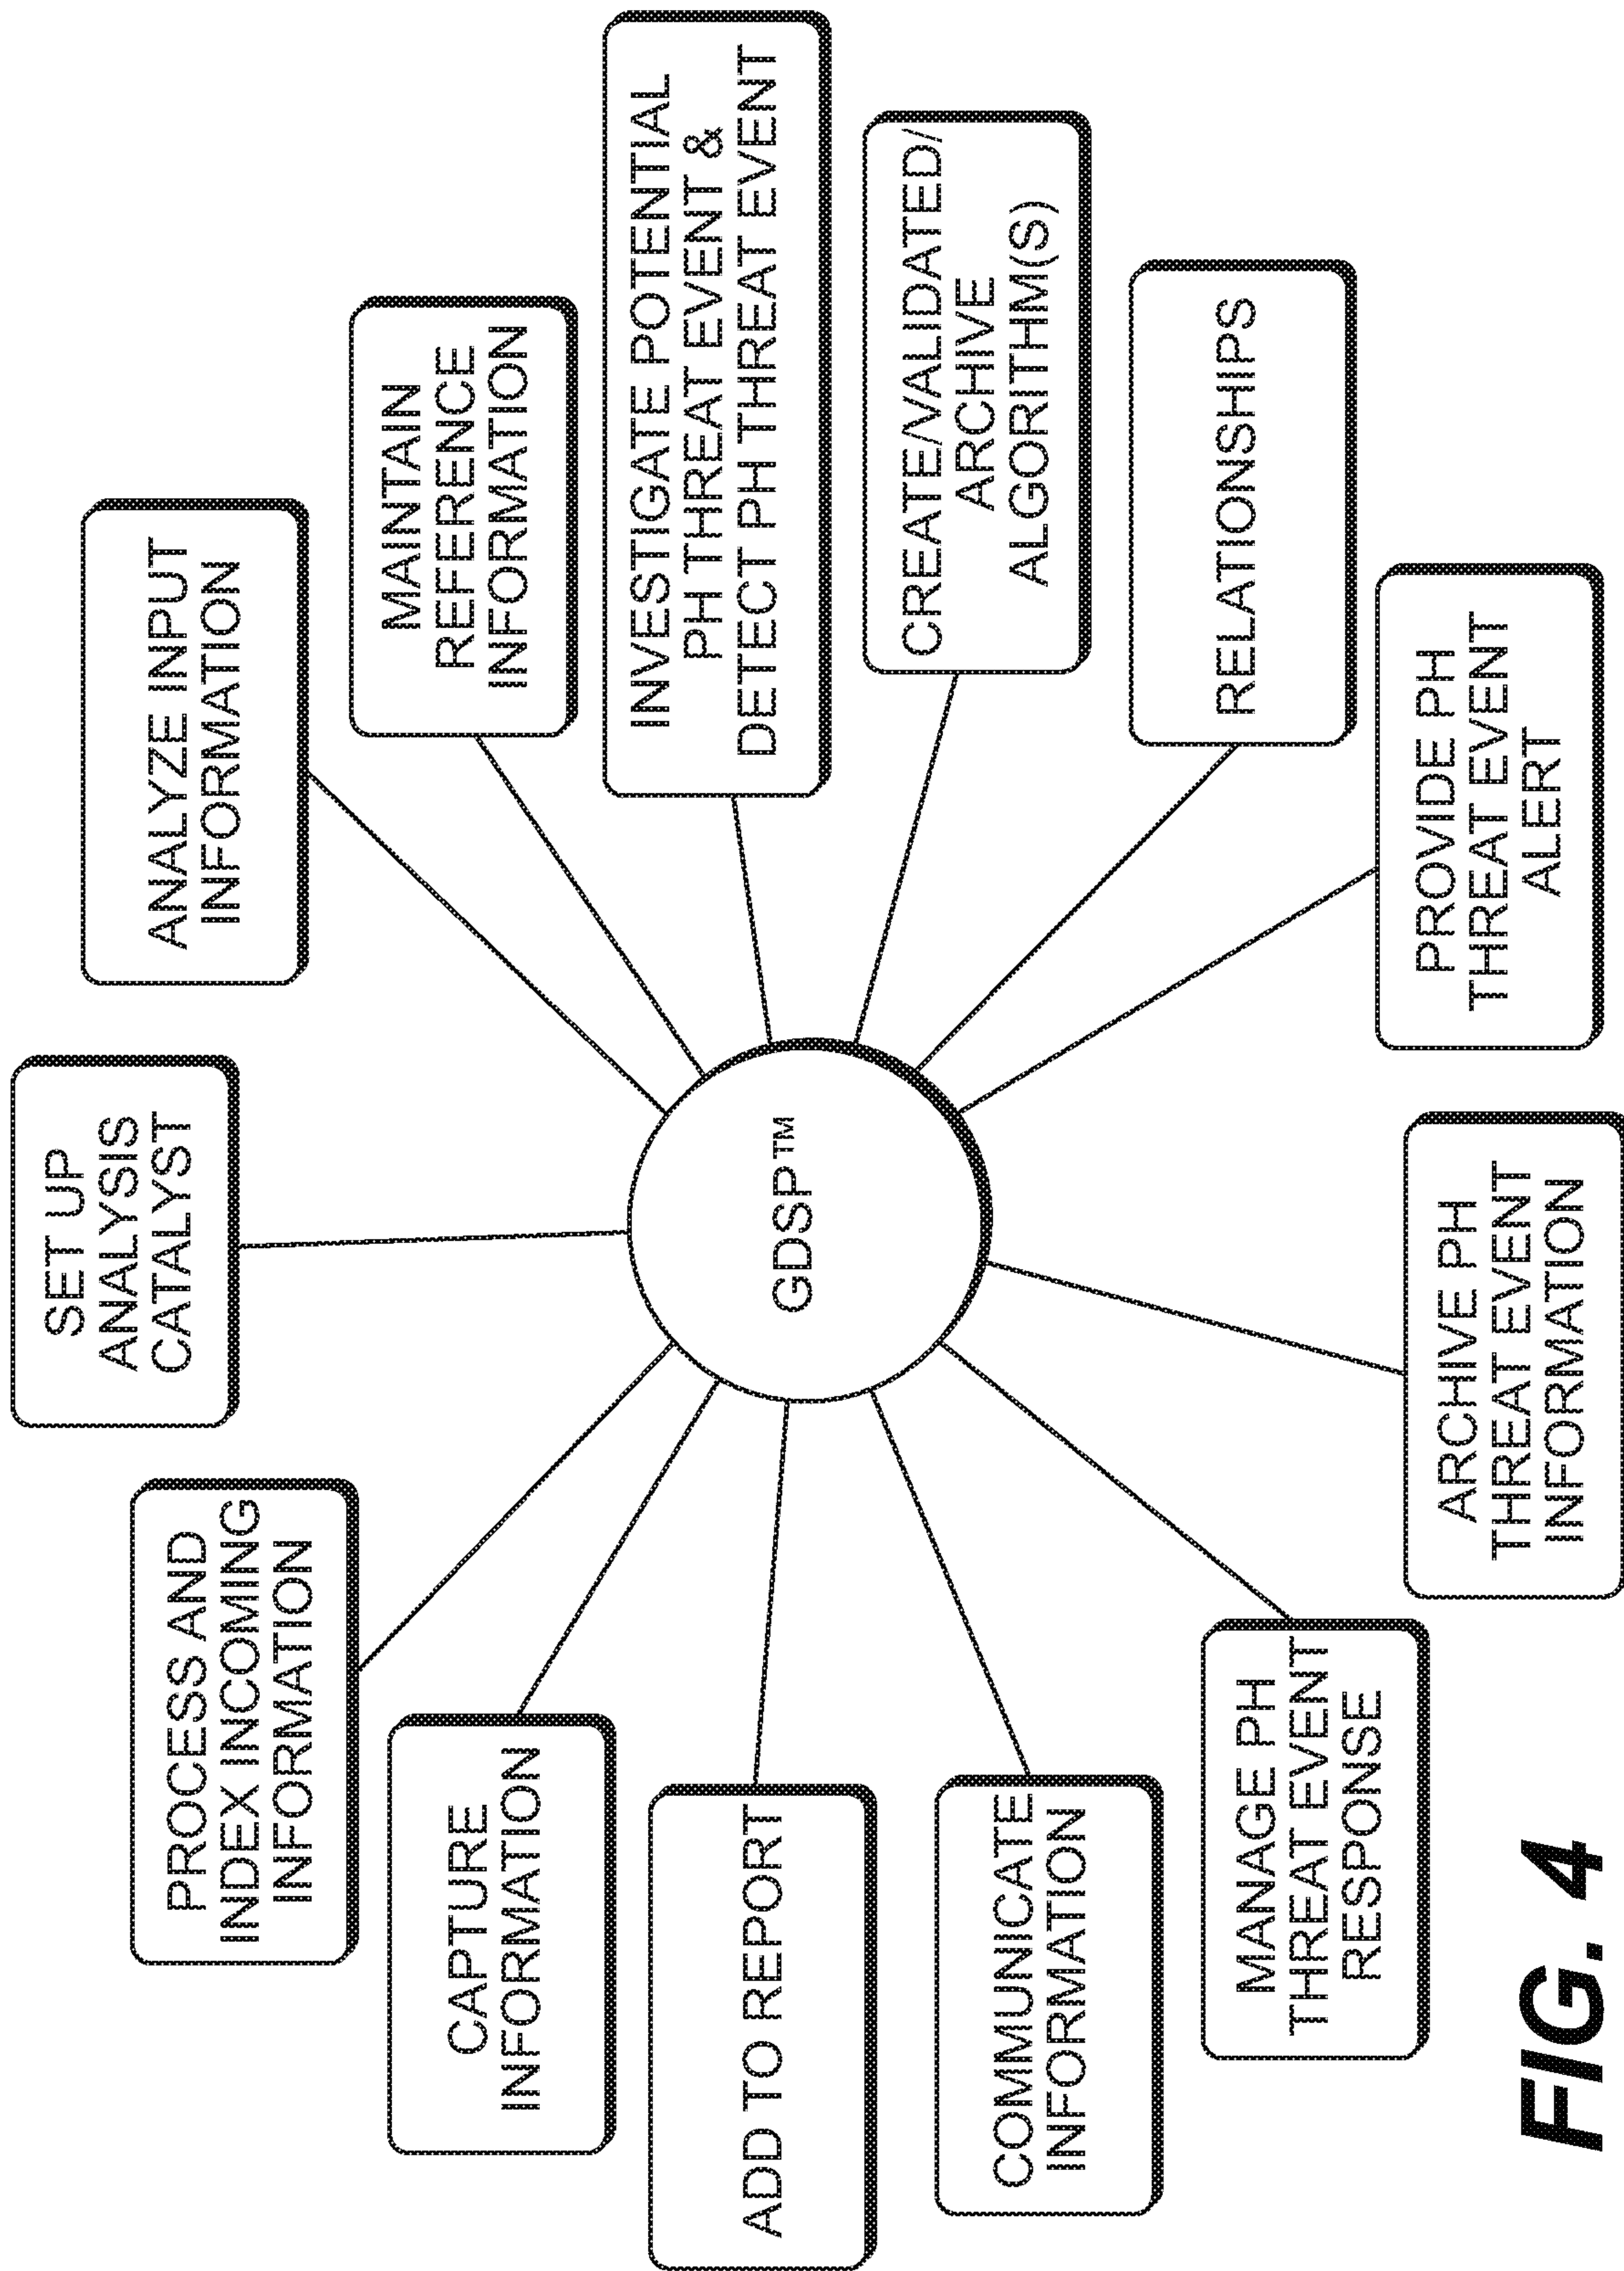 SET UP
ANALYSIS
CATALYST
PROCESS AND
INDEX INCOMING
INFORMATION
ANALYZE INPUT
INFORMATION
CAPTURE
INFORMATION
MAINTAIN
REFERENCE
INFORMATION
ADD TO REPORT
GDSP™
INVESTIGATE POTENTIAL
PH THREAT EVENT &
DETECT PH THREAT EVENT
COMMUNICATE
INFORMATION
CREATE/VALIDATED/
ARCHIVE
ALGORITHM(S)
MANAGE PH
THREAT EVENT
RESPONSE
RELATIONSHIPS
ARCHIVE PH
THREAT EVENT
INFORMATION
PROVIDE PH
THREAT EVENT
ALERT
FIG. 4